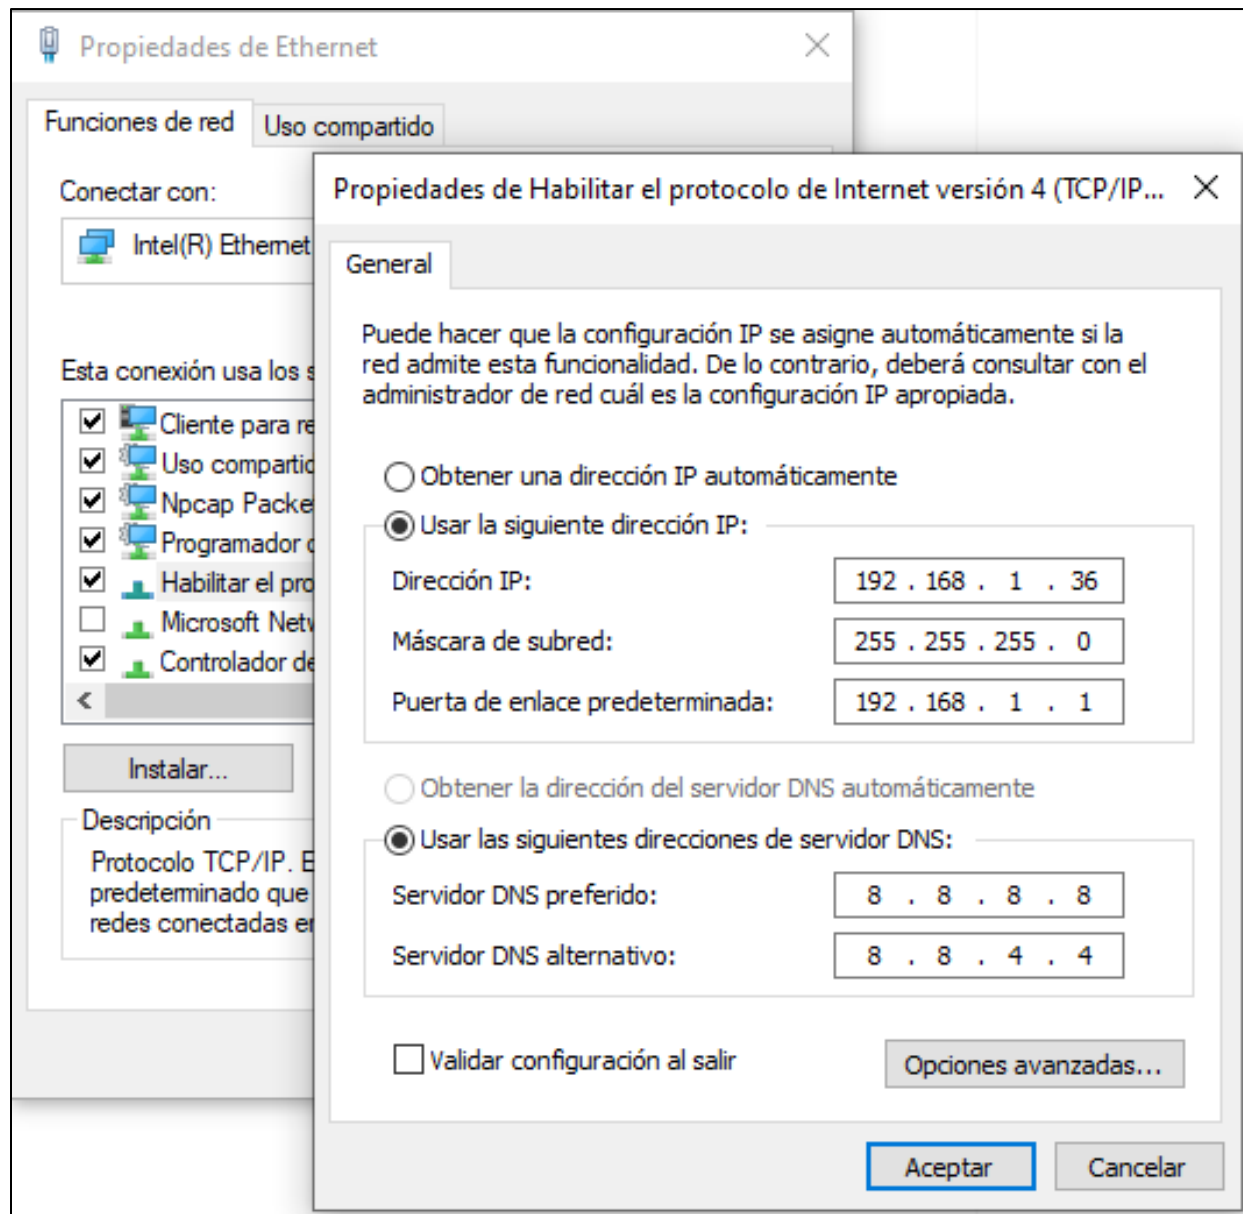 Propiedades de Ethernet
Funciones de red
Uso compartido
Conectar con:
Intel(R) Ethernet
Esta conexión usa los
Cliente para
Uso
Npcap
Programador
Habilitar el
Microsoft
Controlador
Instalar...
Descripción
Protocolo TCP/IP.
predeterminado que
redes conectadas
Propiedades de Habilitar el protocolo de Internet versión 4 (TCP/IP...
General
Puede hacer que la configuración IP se asigne automáticamente si la
red admite esta funcionalidad. De lo contrario, deberá consultar con el
administrador de red cuál es la configuración IP apropiada.
Obtener una dirección IP automáticamente
Usar la siguiente dirección IP:
Dirección IP: 192 . 168 . 1 . 36
Máscara de subred: 255 . 255 . 255 . 0
Puerta de enlace predeterminada: 192 . 168 . 1 . 1
Obtener la dirección del servidor DNS automáticamente
Usar las siguientes direcciones de servidor DNS:
Servidor DNS preferido: 8 . 8 . 8 . 8
Servidor DNS alternativo: 8 . 8 . 4 . 4
Validar configuración al salir
Opciones avanzadas...
Aceptar
Cancelar